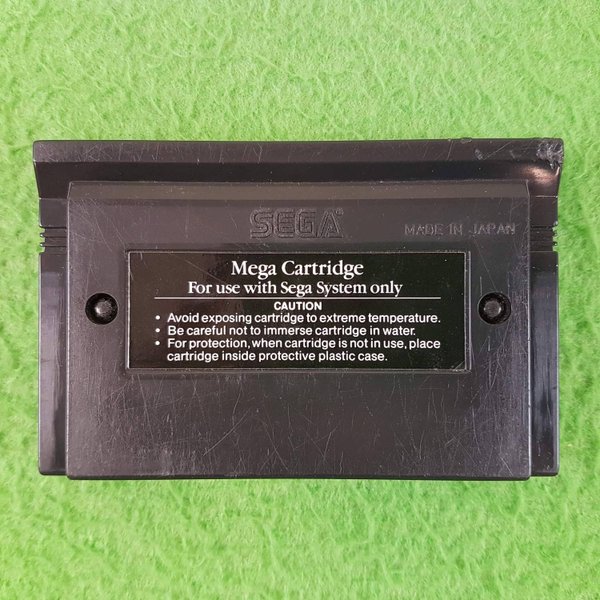 SEGA®
MADE IN JAPAN
Mega Cartridge
For use with Sega System only
CAUTION
• Avoid exposing cartridge to extreme temperature.
• Be careful not to immerse cartridge in water.
• For protection, when cartridge is not in use, place
cartridge inside protective plastic case.